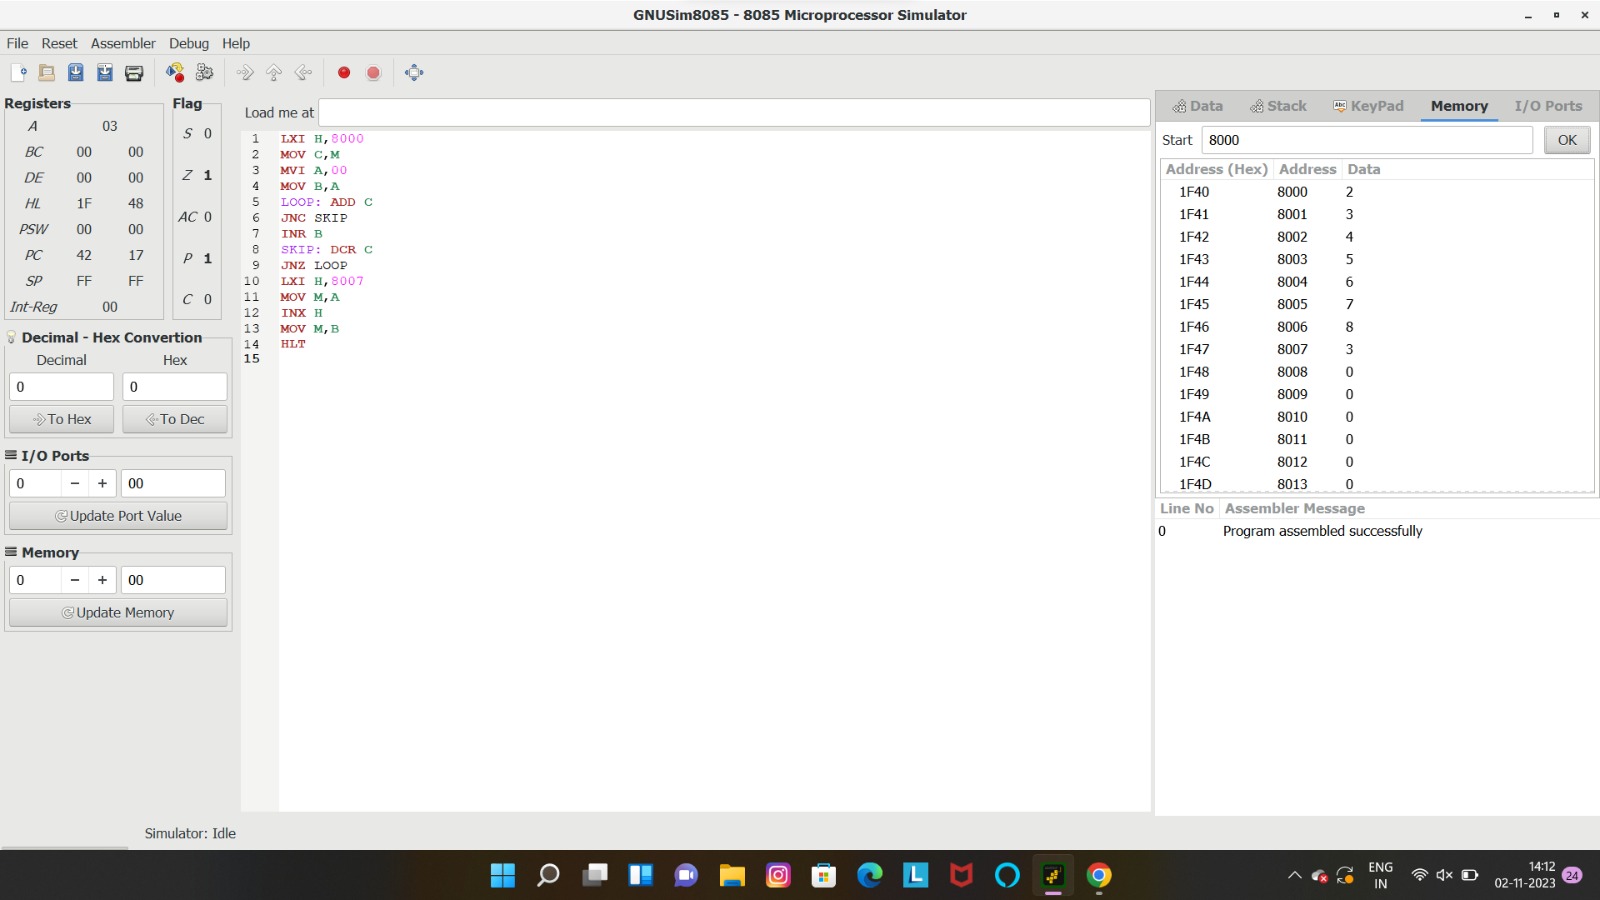 GNUSim8085 - 8085 Microprocessor Simulator
File Reset Assembler Debug Help
Registers
A 03
BC 00 00
DE 00 00
HL 1F 48
PSW 00 00
PC 42 17
SP FF FF
Int-Reg 00
Flag
S 0
Z 1
AC 0
P 1
C 0
Decimal - Hex Convertion
Decimal Hex
0 0
To Hex To Dec
I/O Ports
0 − + 00
Update Port Value
Memory
0 − + 00
Update Memory
Load me at
1 LXI H,8000
2 MOV C,M
3 MVI A,00
4 MOV B,A
5 LOOP: ADD C
6 JNC SKIP
7 INR B
8 SKIP: DCR C
9 JNZ LOOP
10 LXI H,8007
11 MOV M,A
12 INX H
13 MOV M,B
14 HLT
15
Data Stack Abc KeyPad Memory I/O Ports
Start 8000 OK
Address (Hex) Address Data
1F40 8000 2
1F41 8001 3
1F42 8002 4
1F43 8003 5
1F44 8004 6
1F45 8005 7
1F46 8006 8
1F47 8007 3
1F48 8008 0
1F49 8009 0
1F4A 8010 0
1F4B 8011 0
1F4C 8012 0
1F4D 8013 0
Line No Assembler Message
0 Program assembled successfully
Simulator: Idle
L
ENG
IN
14:12
02-11-2023
24